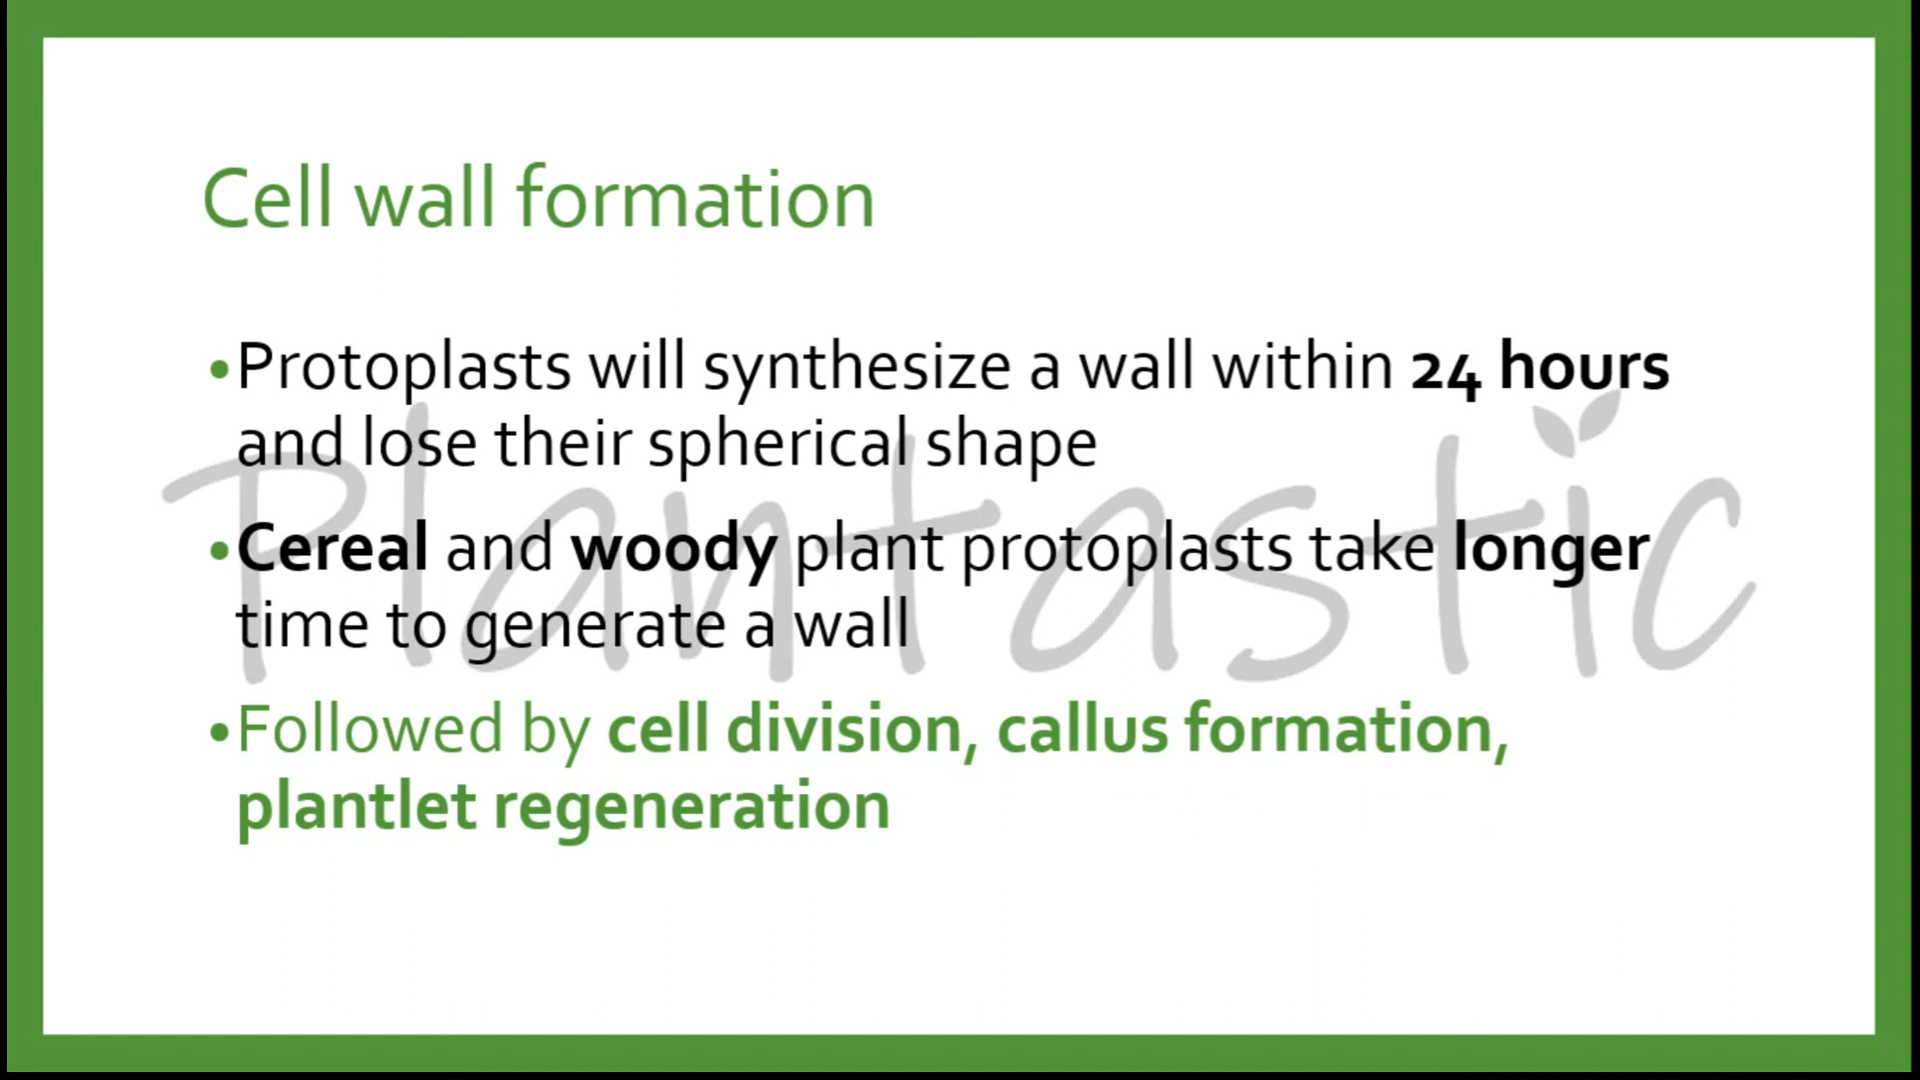 Cell wall formation
•Protoplasts will synthesize a wall within 24 hours
and lose their spherical shape
•Cereal and woody plant protoplasts take longer
time to generate a wall
•Followed by cell division, callus formation,
plantlet regeneration
Plantastic